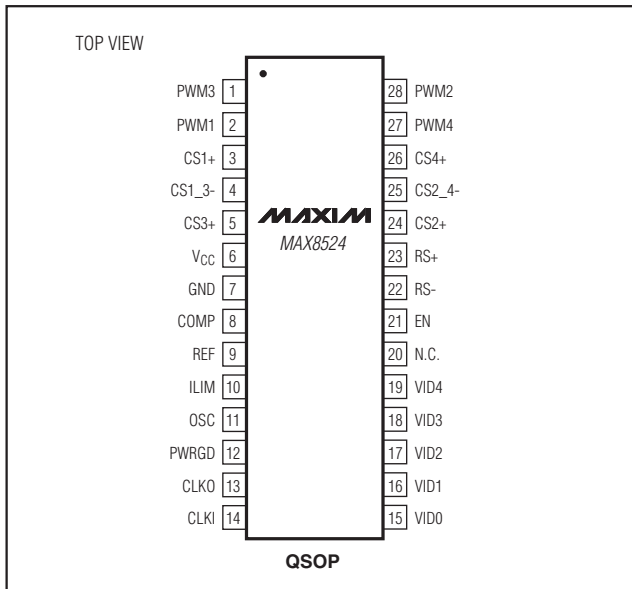 TOP VIEW
PWM3 1 28 PWM2
PWM1 2 27 PWM4
CS1+ 3 26 CS4+
CS1_3- 4 25 CS2_4-
CS3+ 5 24 CS2+
MAXIM
MAX8524
VCC 6 23 RS+
GND 7 22 RS-
COMP 8 21 EN
REF 9 20 N.C.
ILIM 10 19 VID4
OSC 11 18 VID3
PWRGD 12 17 VID2
CLKO 13 16 VID1
CLKI 14 15 VID0
QSOP